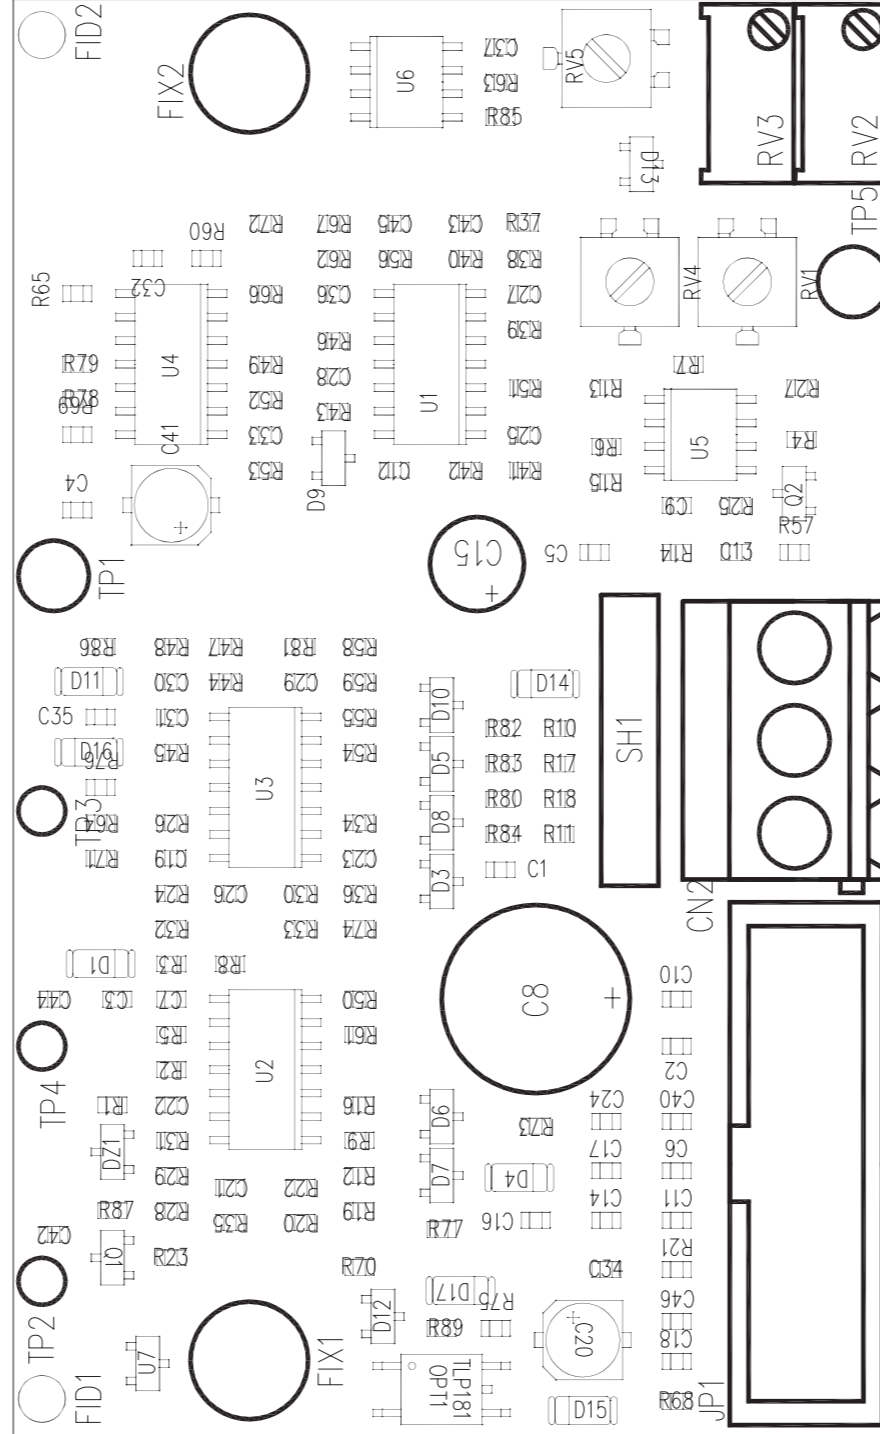 FID2
FIX2
U6
C37
R63
R85
RV5
RV3
RV2
D13
TP5
R60
R72
R67
C45
C43
R37
R62
R56
R40
R38
R65
C32
R66
C36
C27
RV4
RV1
R46
R39
R79
U4
R49
C28
U1
R51
R7
R13
R27
R78
R69
R52
R43
C41
C33
C25
R6
U5
R4
R53
D9
C12
R42
R41
R15
C4
C9
R25
Q2
R57
TP1
C15
+
C5
R14
C13
R86
R48
R47
R81
R58
D11
C30
R44
C29
R59
D10
D14
C35
C31
R55
R82
R10
SH1
D16
R76
R45
U3
R54
D5
R83
R17
R80
R18
TP3
R64
R26
R34
D8
R84
R11
R71
C19
C23
D3
C1
R24
C26
R30
R36
CN2
R32
R33
R74
D1
R3
R8
C10
C44
C3
C7
R50
C8
+
R5
R61
TP4
R2
U2
C2
R1
C22
R16
D6
C24
C40
DZ1
R31
R9
R73
C17
C6
R29
C21
R22
R12
D7
D4
C14
C11
R87
R28
R35
R20
R19
R77
C16
C42
R21
Q1
R23
R70
C34
TP2
D17
R75
C46
U7
FIX1
D12
R89
+
C20
C18
FID1
TLP181
OPT1
D15
R68
JP1